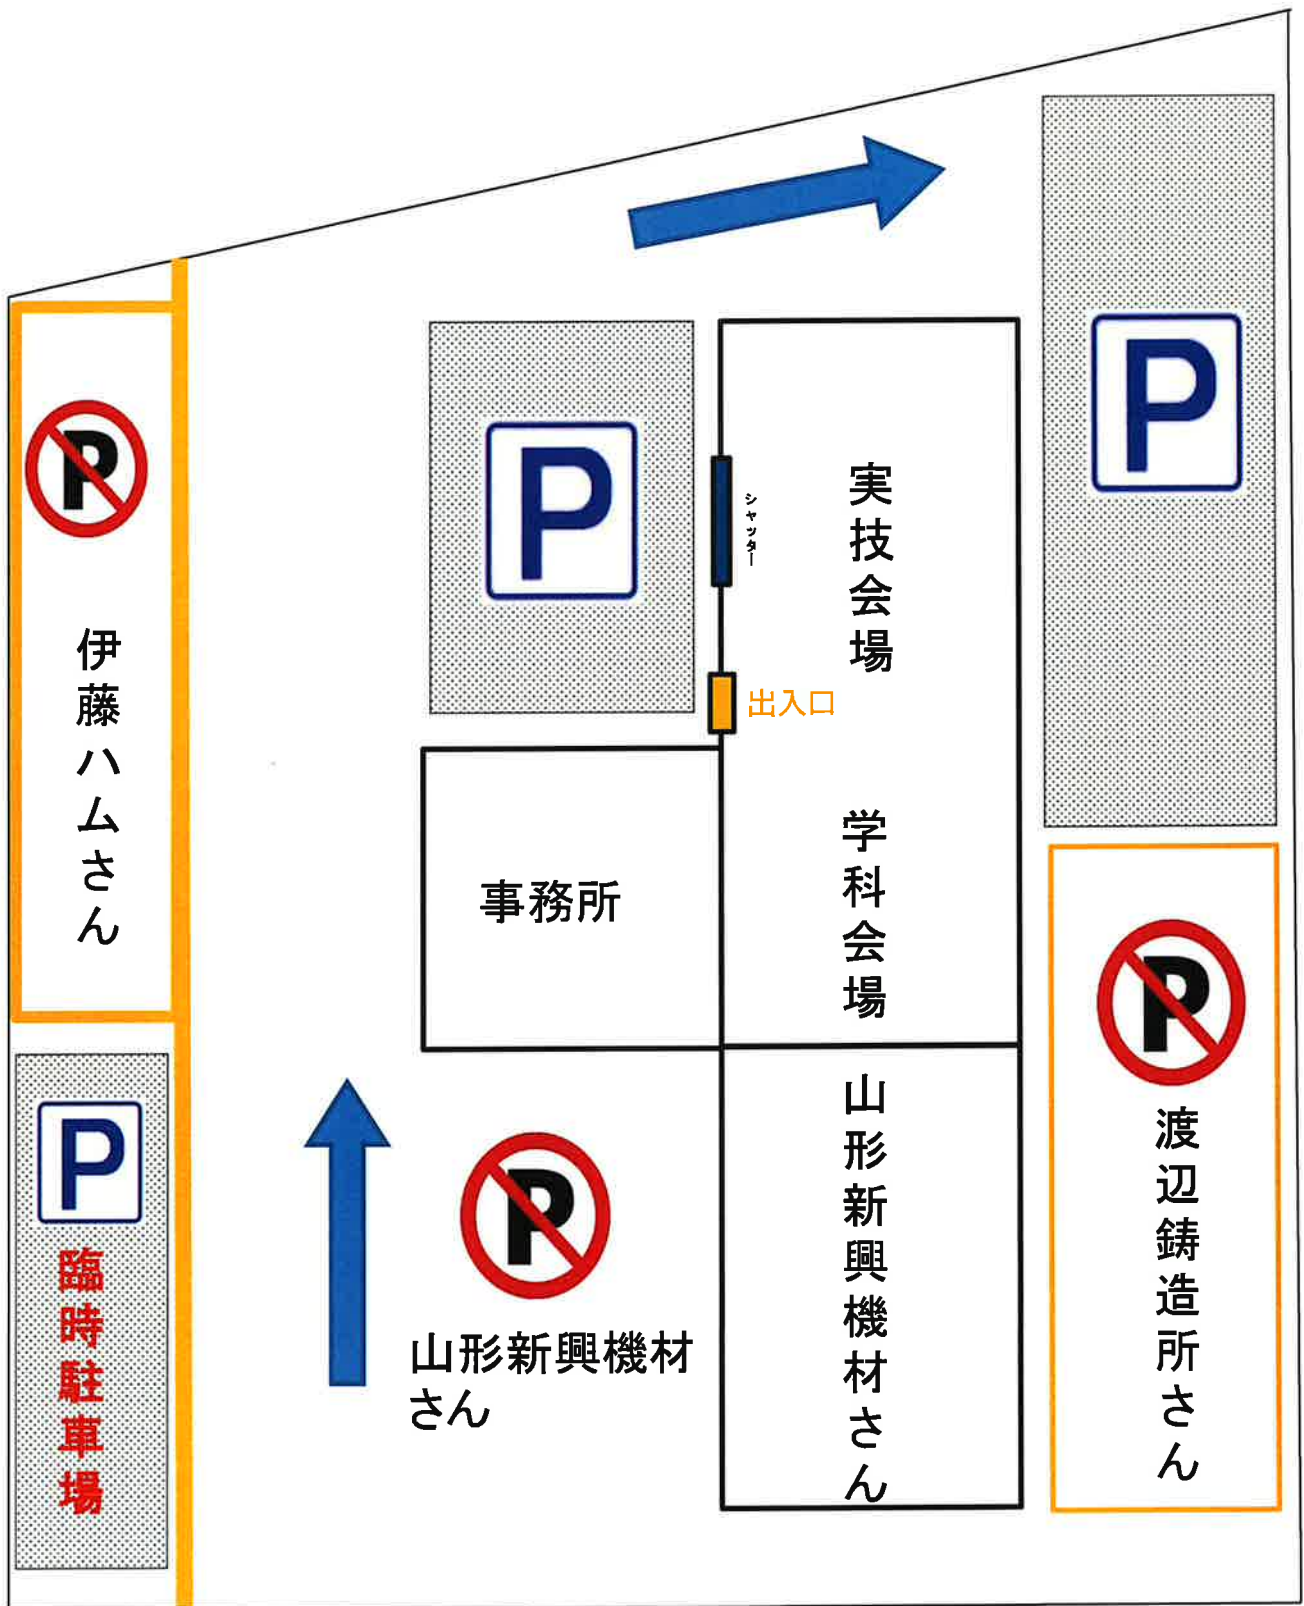 P
P
P
実技会場
シャッター
伊藤ハムさん
出入口
学科会場
事務所
P
P
山形新興機材さん
P
渡辺鋳造所さん
臨時駐車場
P
山形新興機材
さん